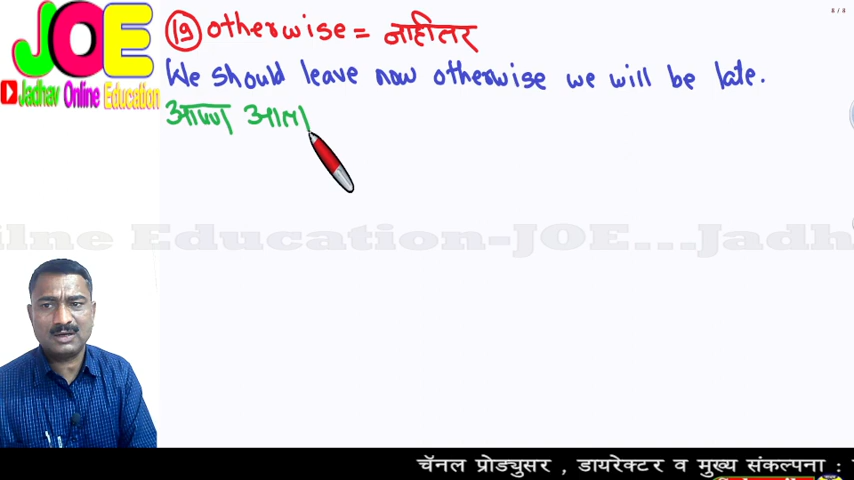 8 / 8
JOE
Jadhav Online Education
19 otherwise = नाहीतर
We should leave now otherwise we will be late.
आपण आता
ilne Education-JOE...Jadh
चॅनल प्रोड्युसर , डायरेक्टर व मुख्य संकल्पना :